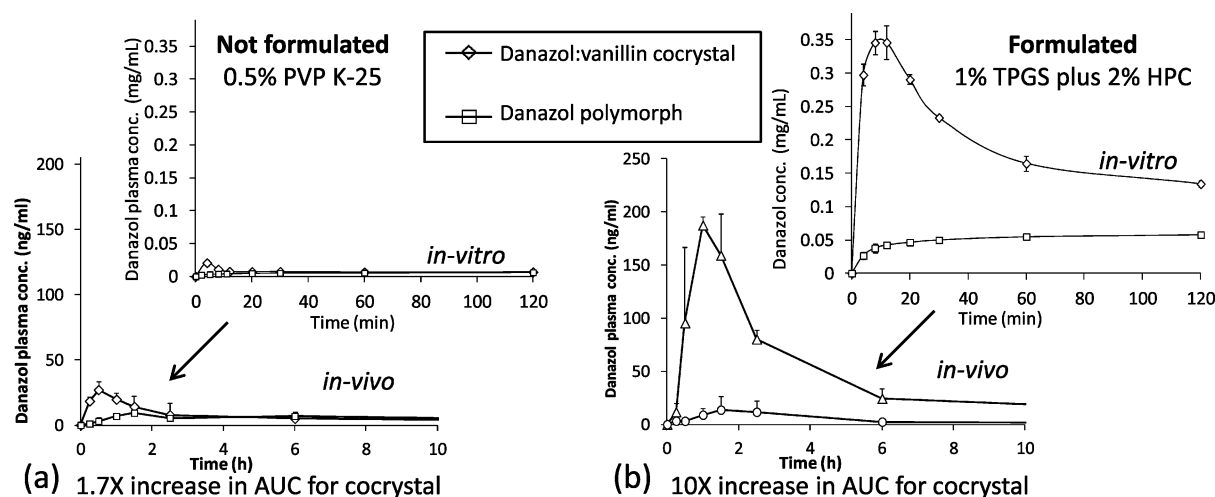 Not formulated
0.5% PVP K-25
Danazol plasma conc. (mg/mL)
0.35
0.3
0.25
0.2
0.15
0.1
0.05
0
0 20 40 60 80 100 120
Time (min)
in-vitro
Danazol:vanillin cocrystal
Danazol polymorph
Formulated
1% TPGS plus 2% HPC
Danazol conc. (mg/mL)
0.35
0.3
0.25
0.2
0.15
0.1
0.05
0
0 20 40 60 80 100 120
Time (min)
in-vitro
Danazol plasma conc. (ng/ml)
200
150
100
50
0
0 2 4 6 8 10
Time (h)
in-vivo
(a) 1.7X increase in AUC for cocrystal
Danazol plasma conc. (ng/ml)
250
200
150
100
50
0
0 2 4 6 8 10
Time (h)
in-vivo
(b) 10X increase in AUC for cocrystal